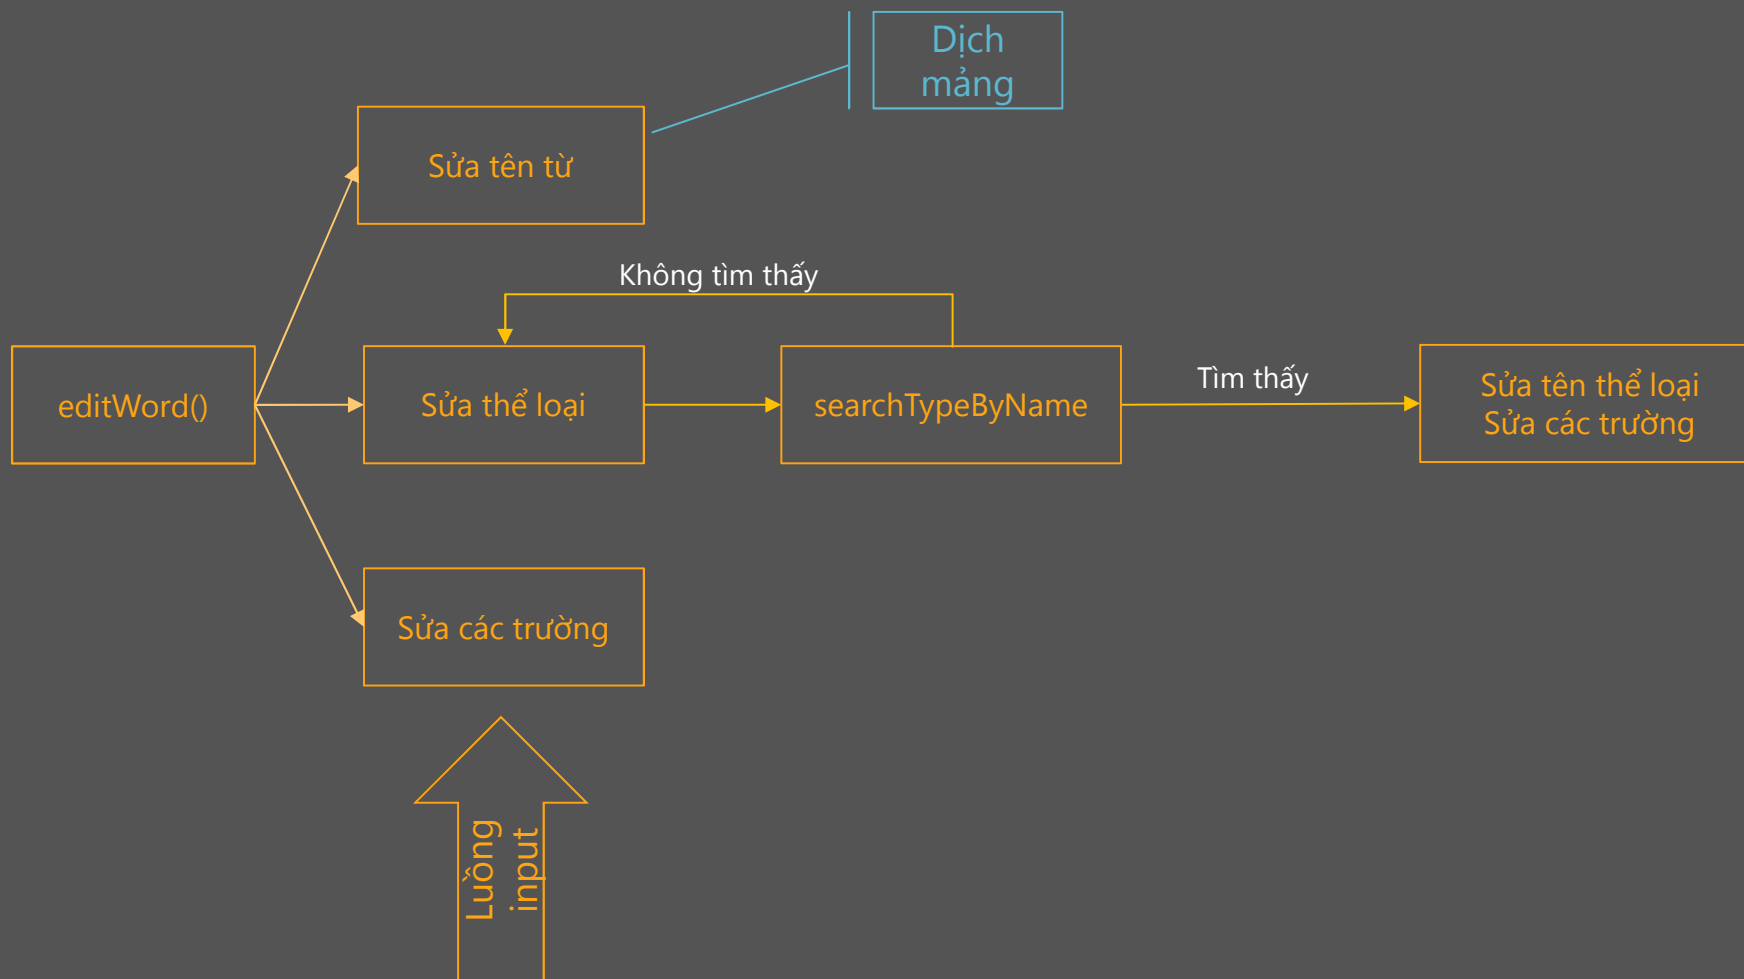 Dịch
mảng
Sửa tên từ
Không tìm thấy
editWord()
Sửa thể loại
searchTypeByName
Tìm thấy
Sửa tên thể loại
Sửa các trường
Sửa các trường
Luồng
input